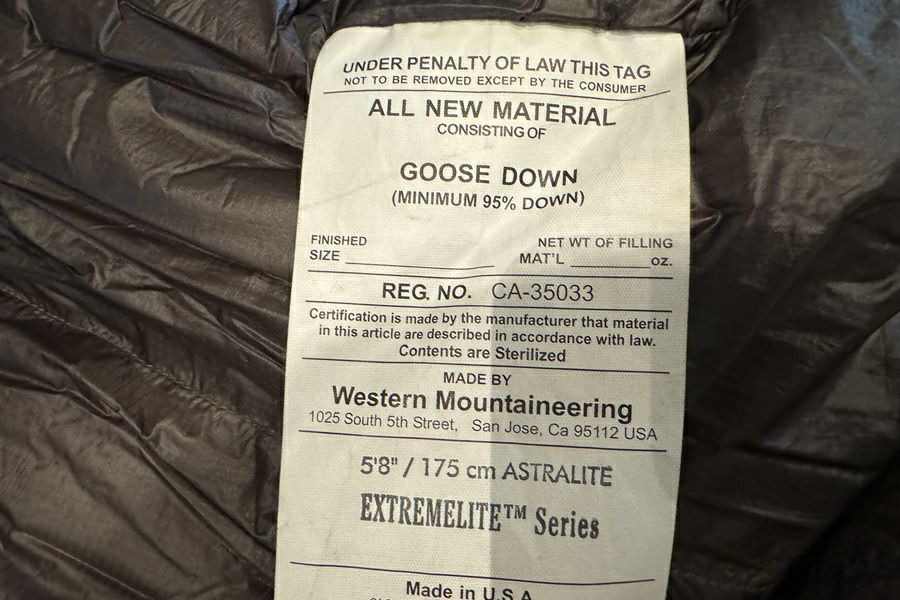 UNDER PENALTY OF LAW THIS TAG
NOT TO BE REMOVED EXCEPT BY THE CONSUMER
ALL NEW MATERIAL
CONSISTING OF
GOOSE DOWN
(MINIMUM 95% DOWN)
FINISHED
SIZE
NET WT OF FILLING
MAT'L oz.
REG. NO. CA-35033
Certification is made by the manufacturer that material
in this article are described in accordance with law.
Contents are Sterilized
MADE BY
Western Mountaineering
1025 South 5th Street, San Jose, Ca 95112 USA
5'8" / 175 cm ASTRALITE
EXTREMELITE™ Series
Made in U.S.A